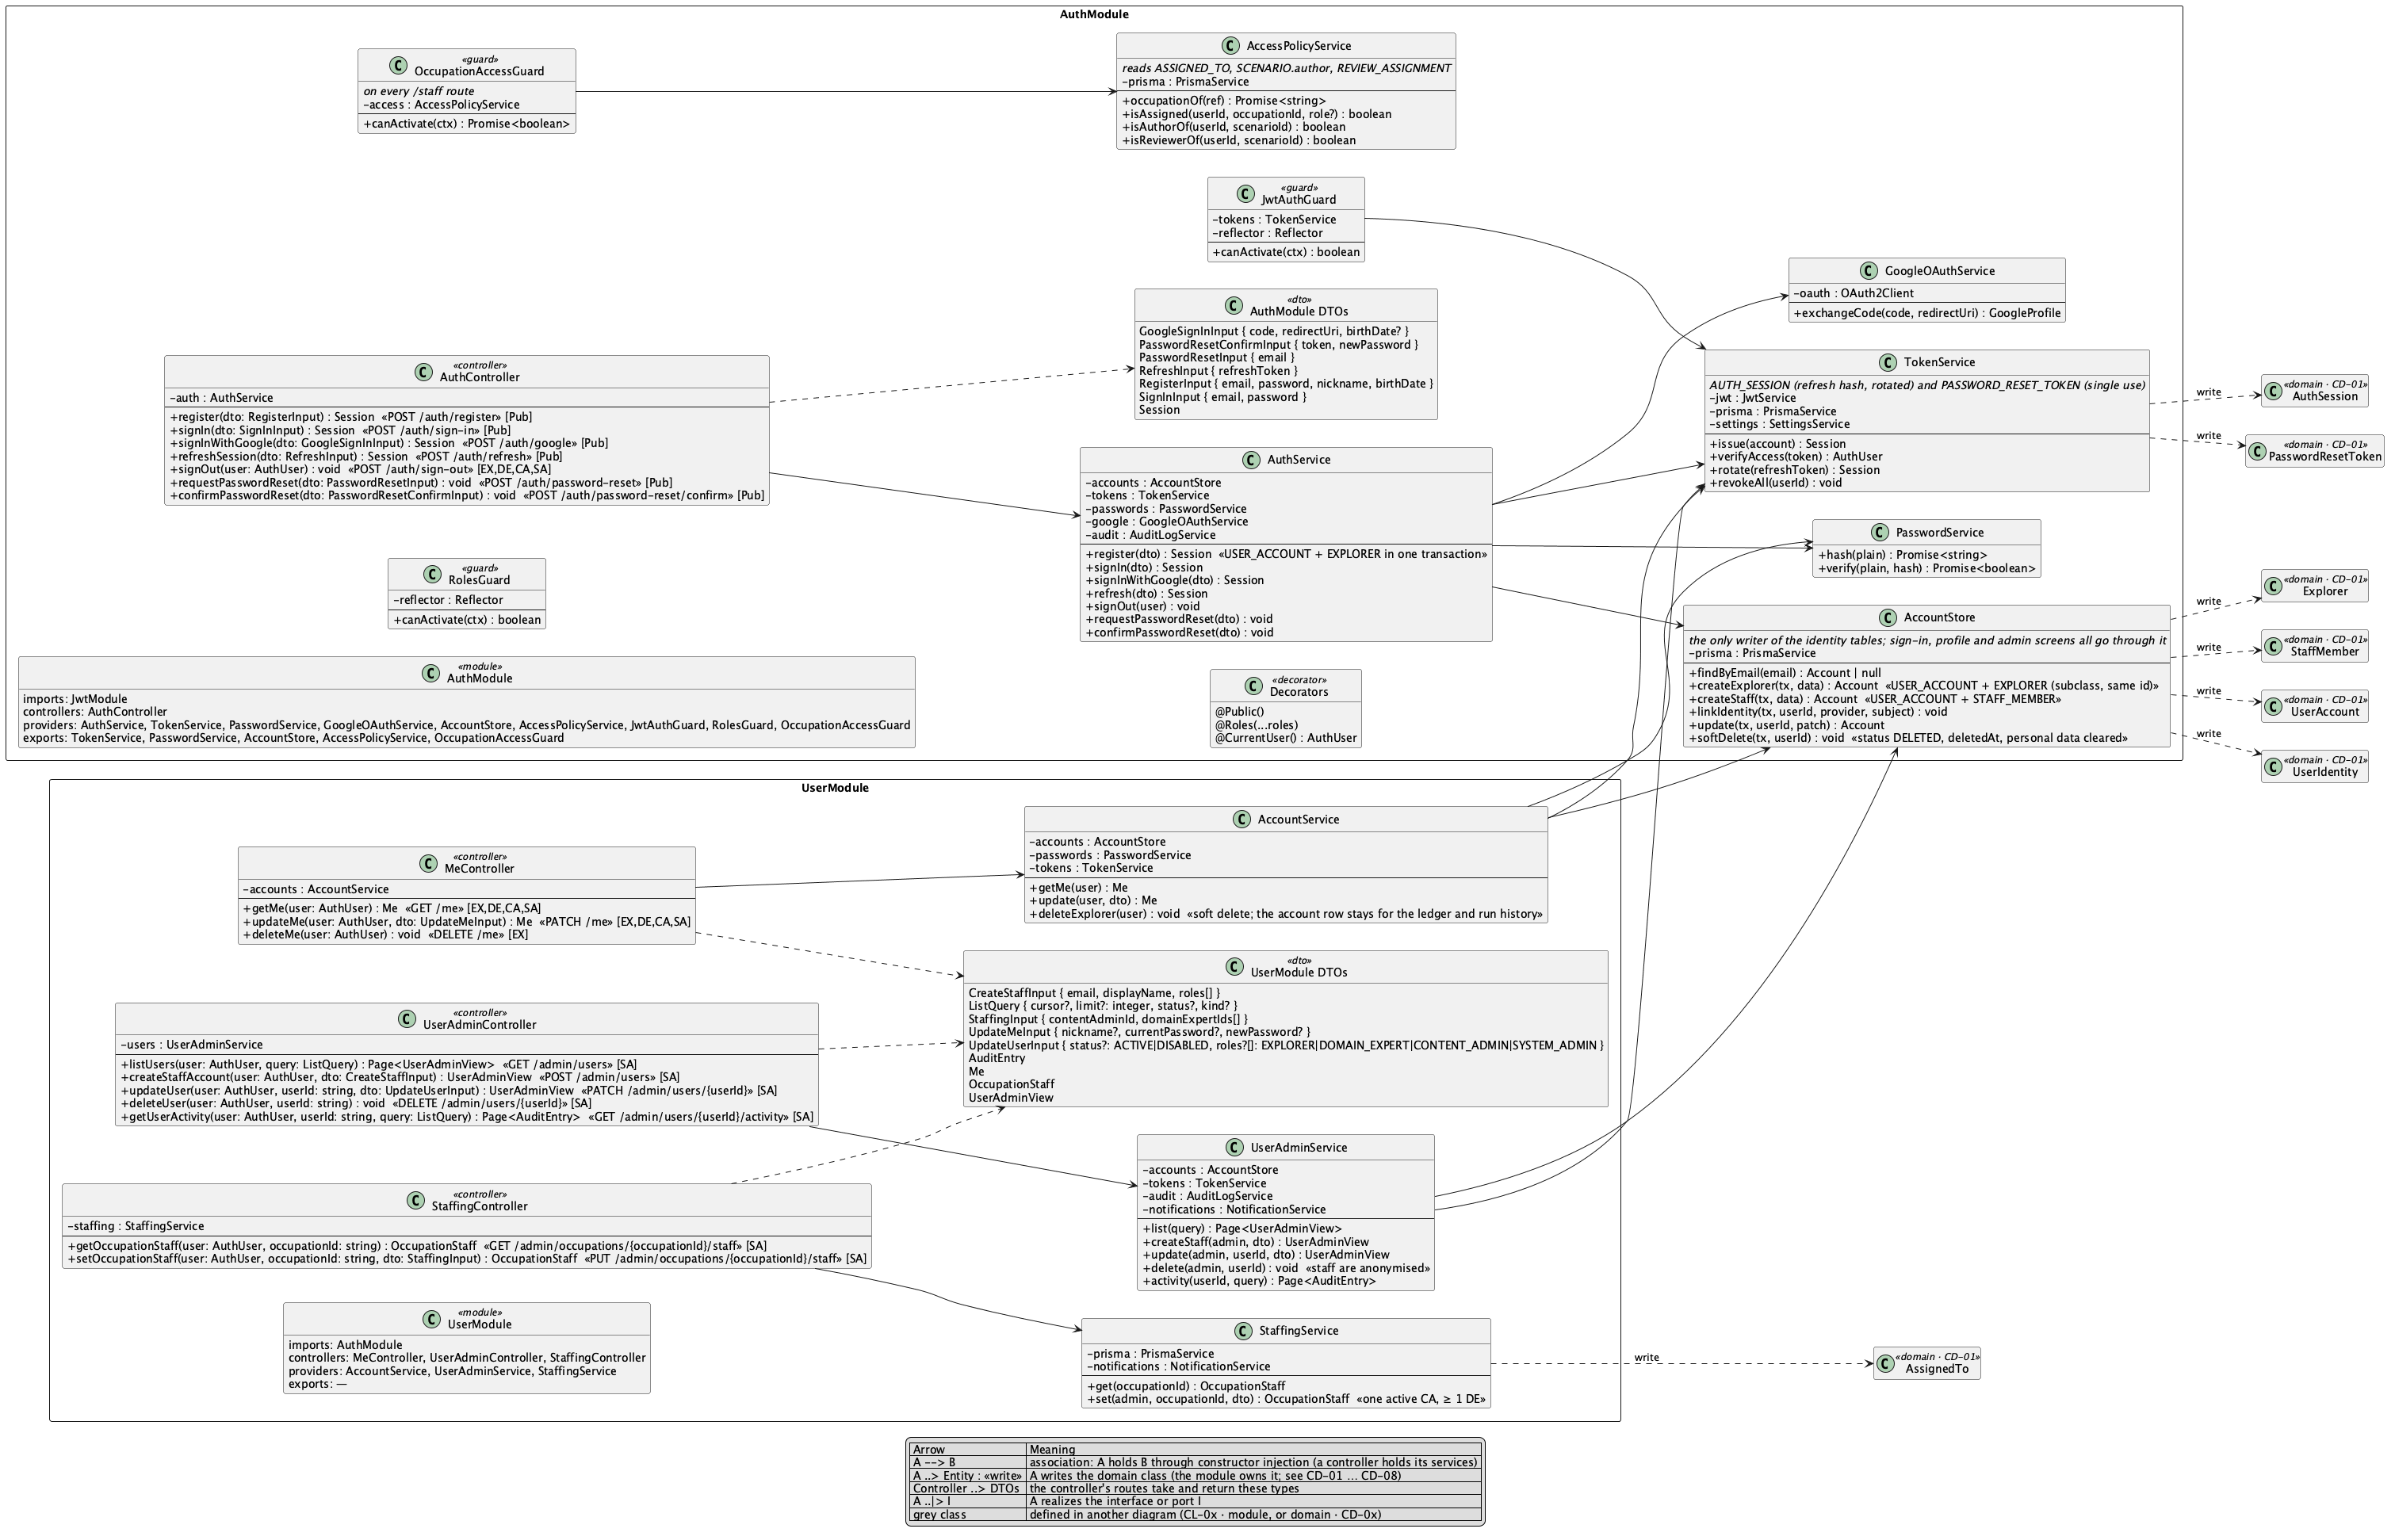 AuthModule
«guard»
OccupationAccessGuard
on every /staff route
–access : AccessPolicyService
+canActivate(ctx) : Promise<boolean>
AccessPolicyService
reads ASSIGNED_TO, SCENARIO.author, REVIEW_ASSIGNMENT
–prisma : PrismaService
+occupationOf(ref) : Promise<string>
+isAssigned(userId, occupationId, role?) : boolean
+isAuthorOf(userId, scenarioId) : boolean
+isReviewerOf(userId, scenarioId) : boolean
«guard»
JwtAuthGuard
–tokens : TokenService
–reflector : Reflector
+canActivate(ctx) : boolean
GoogleOAuthService
–oauth : OAuth2Client
+exchangeCode(code, redirectUri) : GoogleProfile
«dto»
AuthModule DTOs
GoogleSignInInput { code, redirectUri, birthDate? }
PasswordResetConfirmInput { token, newPassword }
PasswordResetInput { email }
RefreshInput { refreshToken }
RegisterInput { email, password, nickname, birthDate }
SignInInput { email, password }
Session
«controller»
AuthController
–auth : AuthService
+register(dto: RegisterInput) : Session  «POST /auth/register» [Pub]
+signIn(dto: SignInInput) : Session  «POST /auth/sign-in» [Pub]
+signInWithGoogle(dto: GoogleSignInInput) : Session  «POST /auth/google» [Pub]
+refreshSession(dto: RefreshInput) : Session  «POST /auth/refresh» [Pub]
+signOut(user: AuthUser) : void  «POST /auth/sign-out» [EX,DE,CA,SA]
+requestPasswordReset(dto: PasswordResetInput) : void  «POST /auth/password-reset» [Pub]
+confirmPasswordReset(dto: PasswordResetConfirmInput) : void  «POST /auth/password-reset/confirm» [Pub]
TokenService
AUTH_SESSION (refresh hash, rotated) and PASSWORD_RESET_TOKEN (single use)
–jwt : JwtService
–prisma : PrismaService
–settings : SettingsService
+issue(account) : Session
+verifyAccess(token) : AuthUser
+rotate(refreshToken) : Session
+revokeAll(userId) : void
write
«domain · CD-01»
AuthSession
write
«domain · CD-01»
PasswordResetToken
AuthService
–accounts : AccountStore
–tokens : TokenService
–passwords : PasswordService
–google : GoogleOAuthService
–audit : AuditLogService
+register(dto) : Session  «USER_ACCOUNT + EXPLORER in one transaction»
+signIn(dto) : Session
+signInWithGoogle(dto) : Session
+refresh(dto) : Session
+signOut(user) : void
+requestPasswordReset(dto) : void
+confirmPasswordReset(dto) : void
PasswordService
+hash(plain) : Promise<string>
+verify(plain, hash) : Promise<boolean>
«guard»
RolesGuard
–reflector : Reflector
+canActivate(ctx) : boolean
AccountStore
the only writer of the identity tables; sign-in, profile and admin screens all go through it
–prisma : PrismaService
+findByEmail(email) : Account | null
+createExplorer(tx, data) : Account  «USER_ACCOUNT + EXPLORER (subclass, same id)»
+createStaff(tx, data) : Account  «USER_ACCOUNT + STAFF_MEMBER»
+linkIdentity(tx, userId, provider, subject) : void
+update(tx, userId, patch) : Account
+softDelete(tx, userId) : void  «status DELETED, deletedAt, personal data cleared»
write
«domain · CD-01»
Explorer
write
«domain · CD-01»
StaffMember
write
«domain · CD-01»
UserAccount
write
«domain · CD-01»
UserIdentity
«module»
AuthModule
imports: JwtModule
controllers: AuthController
providers: AuthService, TokenService, PasswordService, GoogleOAuthService, AccountStore, AccessPolicyService, JwtAuthGuard, RolesGuard, OccupationAccessGuard
exports: TokenService, PasswordService, AccountStore, AccessPolicyService, OccupationAccessGuard
«decorator»
Decorators
@Public()
@Roles(...roles)
@CurrentUser() : AuthUser
UserModule
AccountService
–accounts : AccountStore
–passwords : PasswordService
–tokens : TokenService
+getMe(user) : Me
+update(user, dto) : Me
+deleteExplorer(user) : void  «soft delete; the account row stays for the ledger and run history»
«controller»
MeController
–accounts : AccountService
+getMe(user: AuthUser) : Me  «GET /me» [EX,DE,CA,SA]
+updateMe(user: AuthUser, dto: UpdateMeInput) : Me  «PATCH /me» [EX,DE,CA,SA]
+deleteMe(user: AuthUser) : void  «DELETE /me» [EX]
«dto»
UserModule DTOs
CreateStaffInput { email, displayName, roles[] }
ListQuery { cursor?, limit?: integer, status?, kind? }
StaffingInput { contentAdminId, domainExpertIds[] }
UpdateMeInput { nickname?, currentPassword?, newPassword? }
UpdateUserInput { status?: ACTIVE|DISABLED, roles?[]: EXPLORER|DOMAIN_EXPERT|CONTENT_ADMIN|SYSTEM_ADMIN }
AuditEntry
Me
OccupationStaff
UserAdminView
«controller»
UserAdminController
–users : UserAdminService
+listUsers(user: AuthUser, query: ListQuery) : Page<UserAdminView>  «GET /admin/users» [SA]
+createStaffAccount(user: AuthUser, dto: CreateStaffInput) : UserAdminView  «POST /admin/users» [SA]
+updateUser(user: AuthUser, userId: string, dto: UpdateUserInput) : UserAdminView  «PATCH /admin/users/{userId}» [SA]
+deleteUser(user: AuthUser, userId: string) : void  «DELETE /admin/users/{userId}» [SA]
+getUserActivity(user: AuthUser, userId: string, query: ListQuery) : Page<AuditEntry>  «GET /admin/users/{userId}/activity» [SA]
UserAdminService
–accounts : AccountStore
–tokens : TokenService
–audit : AuditLogService
–notifications : NotificationService
+list(query) : Page<UserAdminView>
+createStaff(admin, dto) : UserAdminView
+update(admin, userId, dto) : UserAdminView
+delete(admin, userId) : void  «staff are anonymised»
+activity(userId, query) : Page<AuditEntry>
«controller»
StaffingController
–staffing : StaffingService
+getOccupationStaff(user: AuthUser, occupationId: string) : OccupationStaff  «GET /admin/occupations/{occupationId}/staff» [SA]
+setOccupationStaff(user: AuthUser, occupationId: string, dto: StaffingInput) : OccupationStaff  «PUT /admin/occupations/{occupationId}/staff» [SA]
«module»
UserModule
imports: AuthModule
controllers: MeController, UserAdminController, StaffingController
providers: AccountService, UserAdminService, StaffingService
exports: —
StaffingService
–prisma : PrismaService
–notifications : NotificationService
+get(occupationId) : OccupationStaff
+set(admin, occupationId, dto) : OccupationStaff  «one active CA, ≥ 1 DE»
write
«domain · CD-01»
AssignedTo
Arrow | Meaning
A --> B | association: A holds B through constructor injection (a controller holds its services)
A ..> Entity : «write» | A writes the domain class (the module owns it; see CD-01 … CD-08)
Controller ..> DTOs | the controller's routes take and return these types
A ..|> I | A realizes the interface or port I
grey class | defined in another diagram (CL-0x · module, or domain · CD-0x)